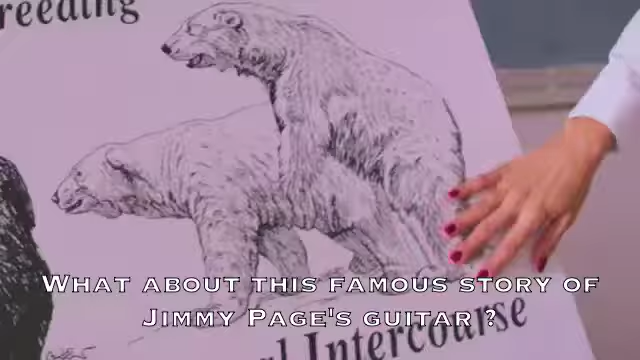 reeding
What about this famous story of
Jimmy Page's guitar ?
l Intercourse